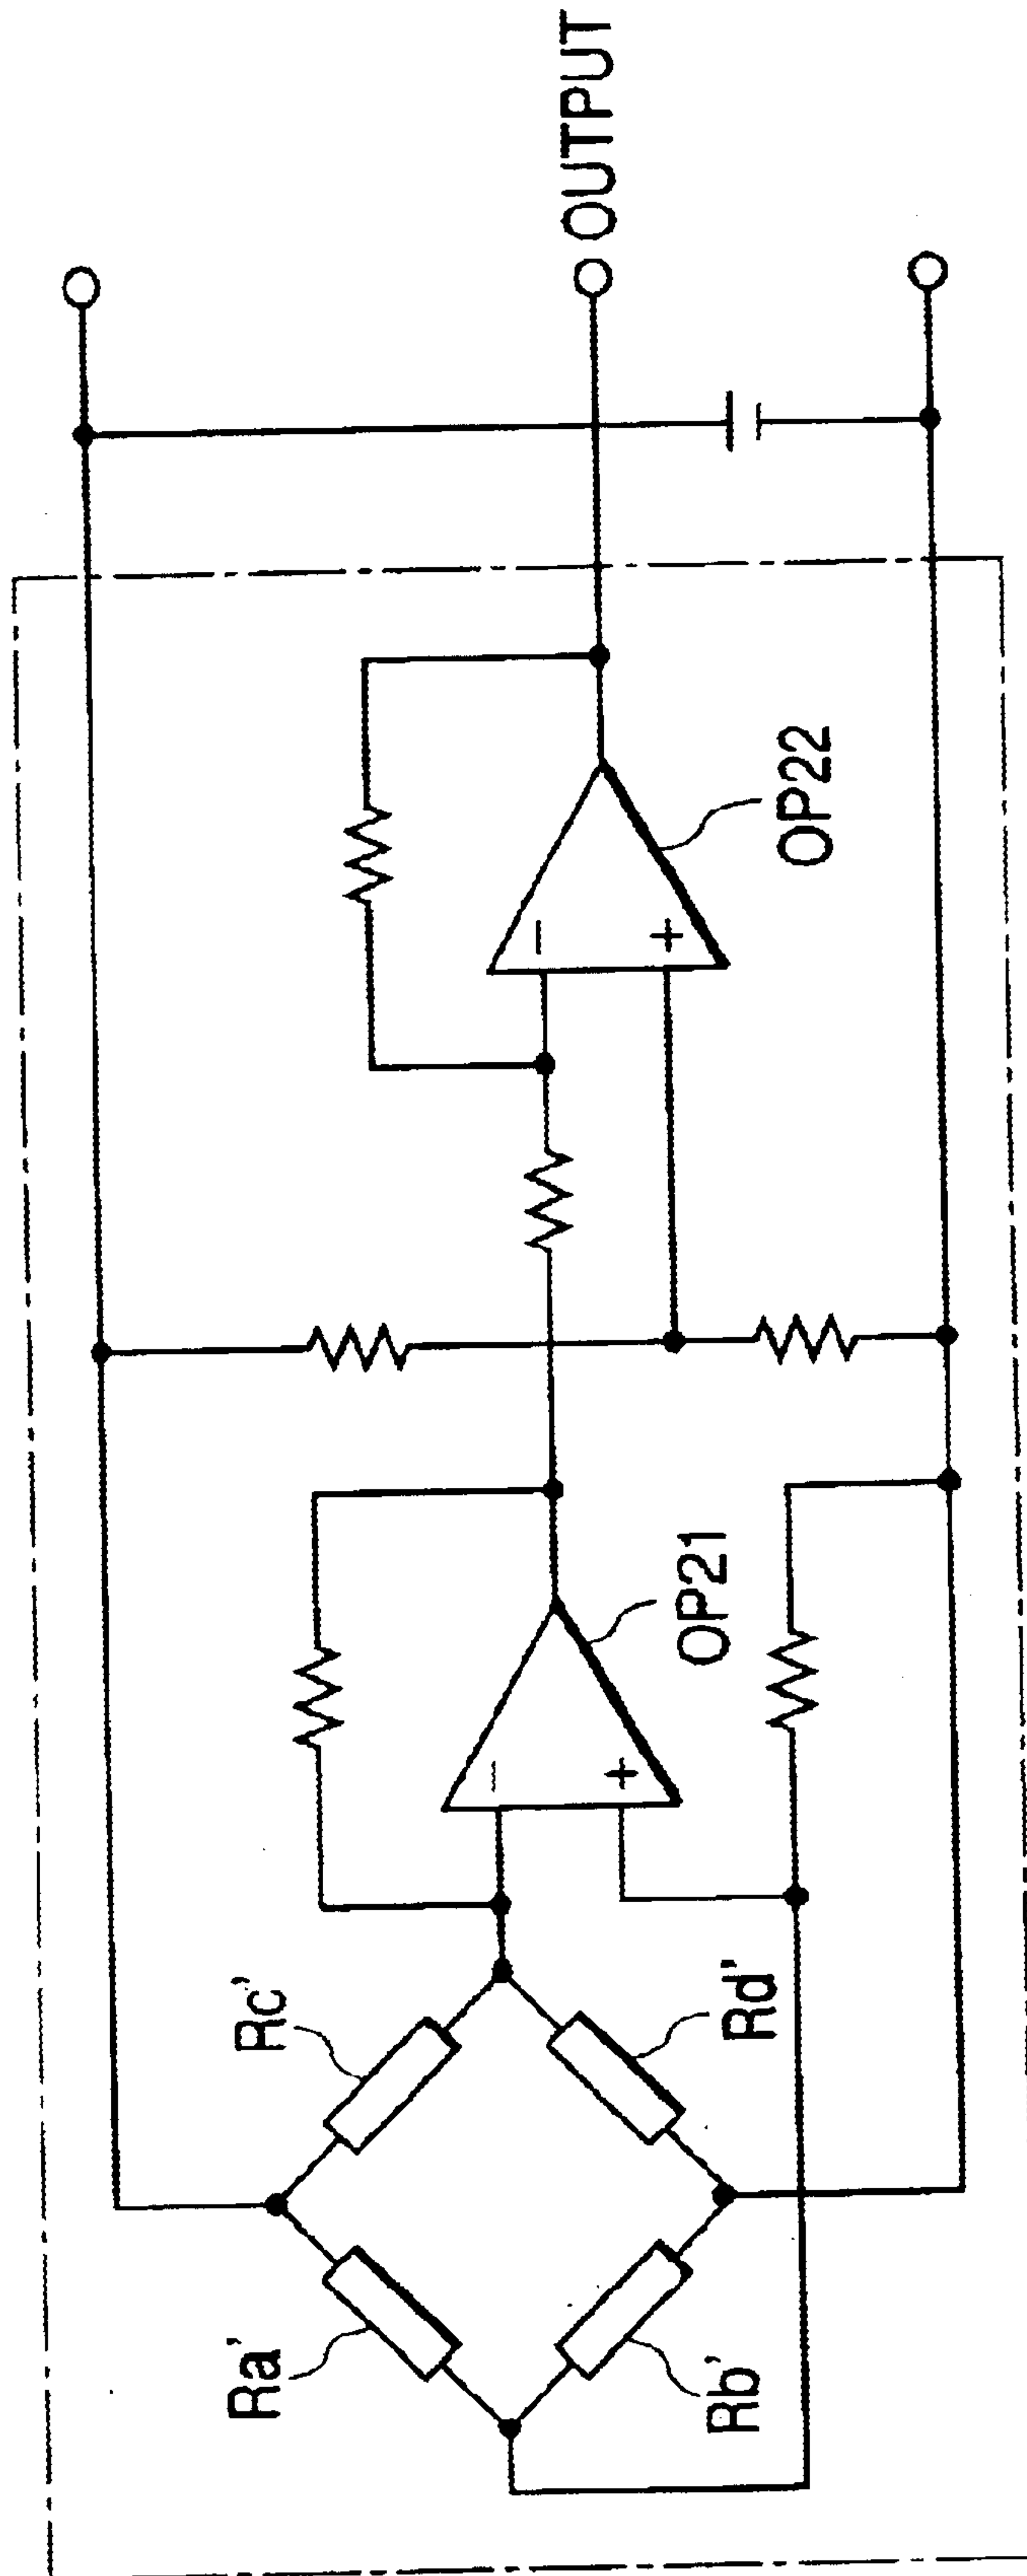 Ra'
Rc'
Rb'
Rd'
−
+
OP21
−
+
OP22
OUTPUT